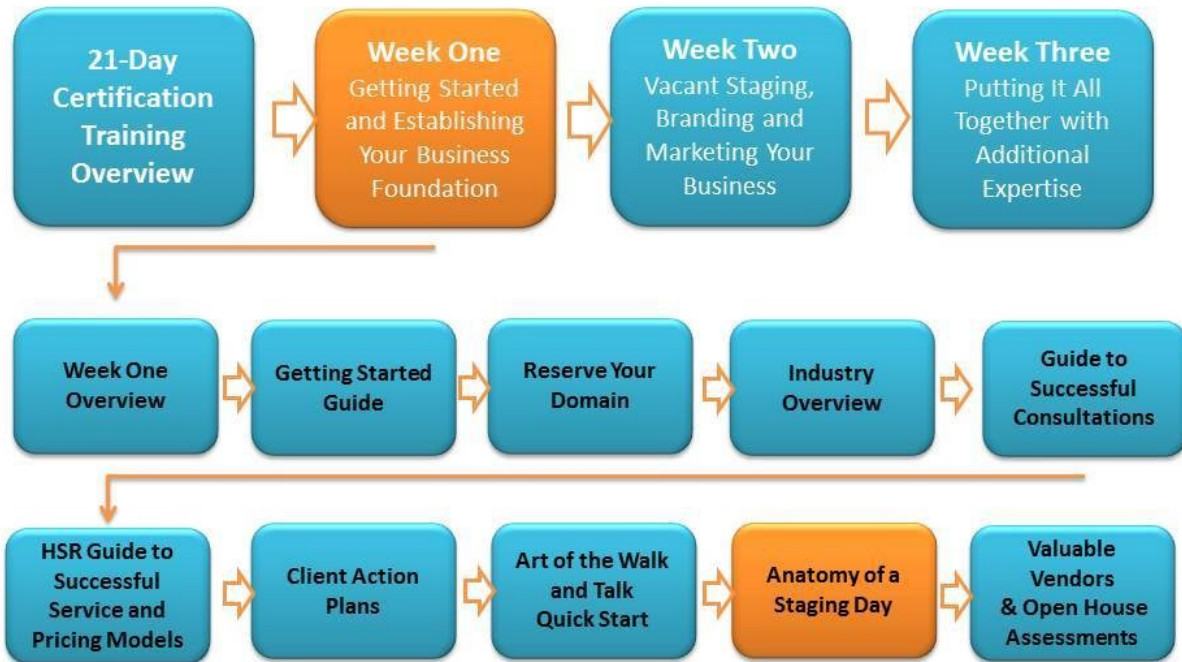 21-Day
Certification
Training
Overview
Week One
Getting Started
and Establishing
Your Business
Foundation
Week Two
Vacant Staging,
Branding and
Marketing Your
Business
Week Three
Putting It All
Together with
Additional
Expertise
Week One
Overview
Getting Started
Guide
Reserve Your
Domain
Industry
Overview
Guide to
Successful
Consultations
HSR Guide to
Successful
Service and
Pricing Models
Client Action
Plans
Art of the Walk
and Talk
Quick Start
Anatomy of a
Staging Day
Valuable
Vendors
& Open House
Assessments